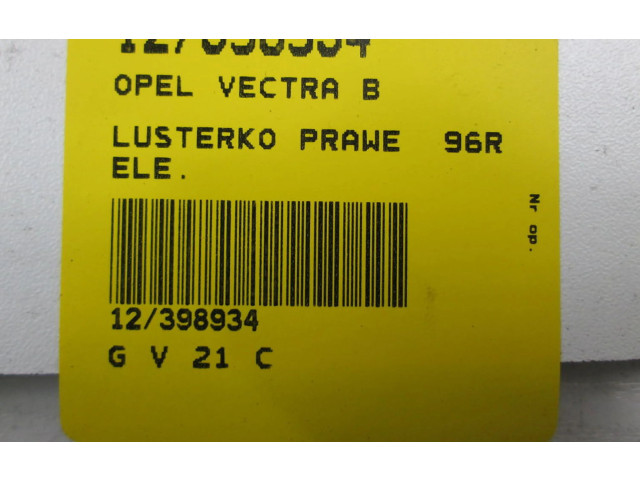 OPEL VECTRA B
LUSTERKO PRAWE 96R
ELE.
12/398934
G V 21 C
Nr op.